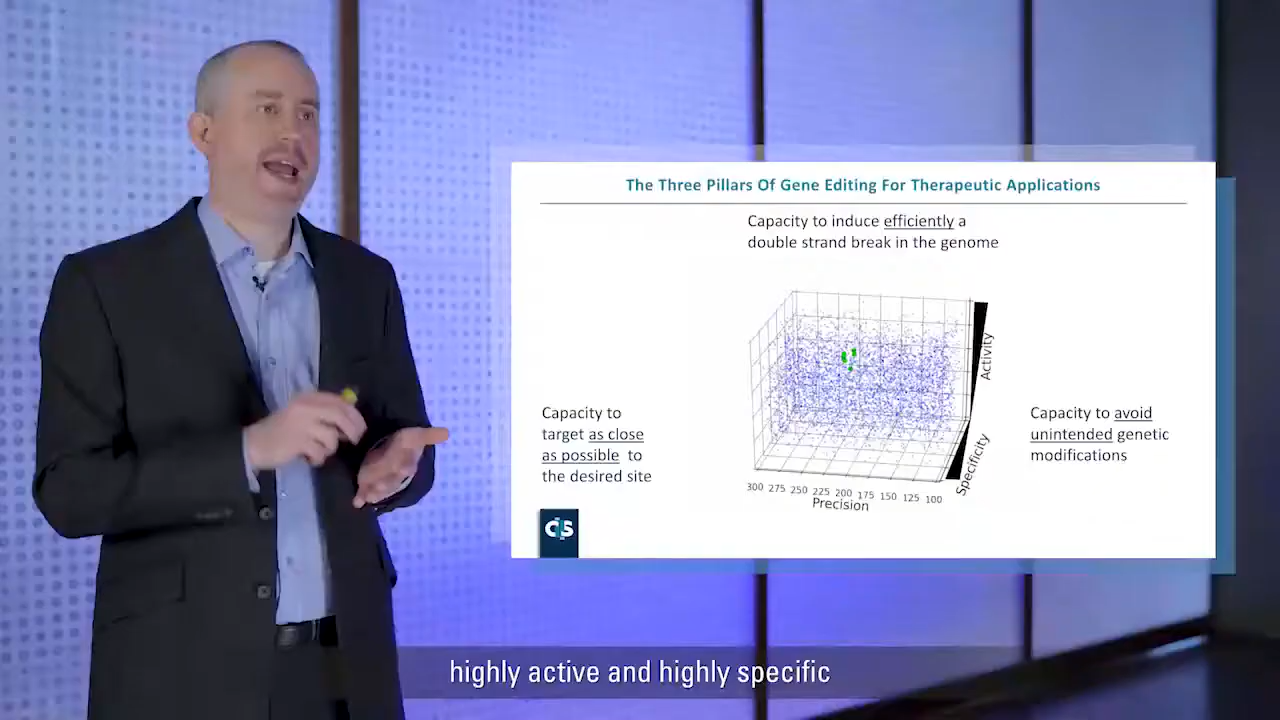 The Three Pillars Of Gene Editing For Therapeutic Applications
Capacity to induce efficiently a
double strand break in the genome
Capacity to
target as close
as possible to
the desired site
Activity
Specificity
300 275 250 225 200 175 150 125 100
Precision
Capacity to avoid
unintended genetic
modifications
highly active and highly specific